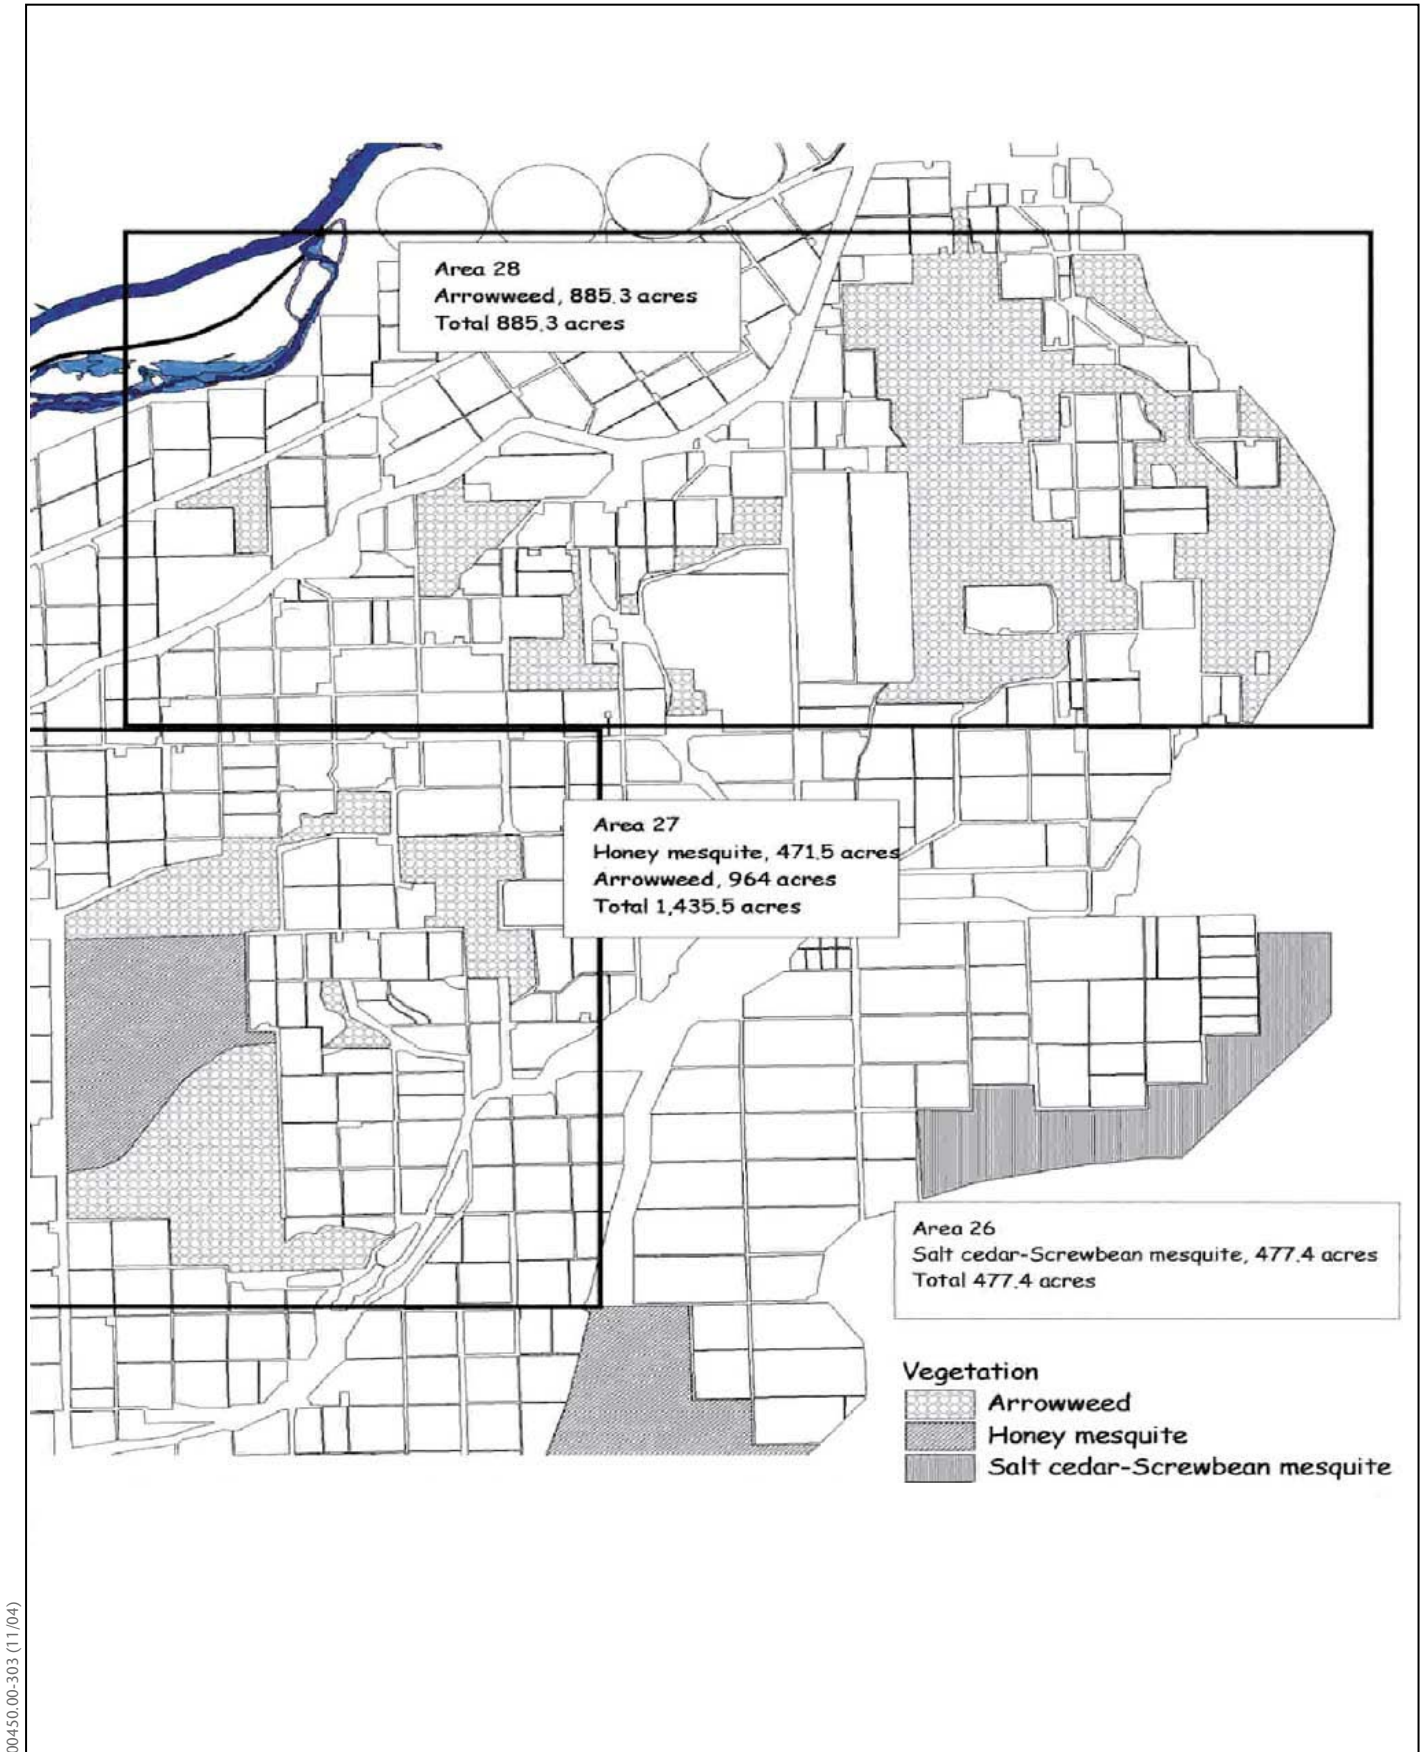 Area 28
Arrowweed, 885.3 acres
Total 885.3 acres
Area 27
Honey mesquite, 471.5 acres
Arrowweed, 964 acres
Total 1,435.5 acres
Area 26
Salt cedar-Screwbean mesquite, 477.4 acres
Total 477.4 acres
Vegetation
Arrowweed
Honey mesquite
Salt cedar-Screwbean mesquite
00450.00-303 (11/04)